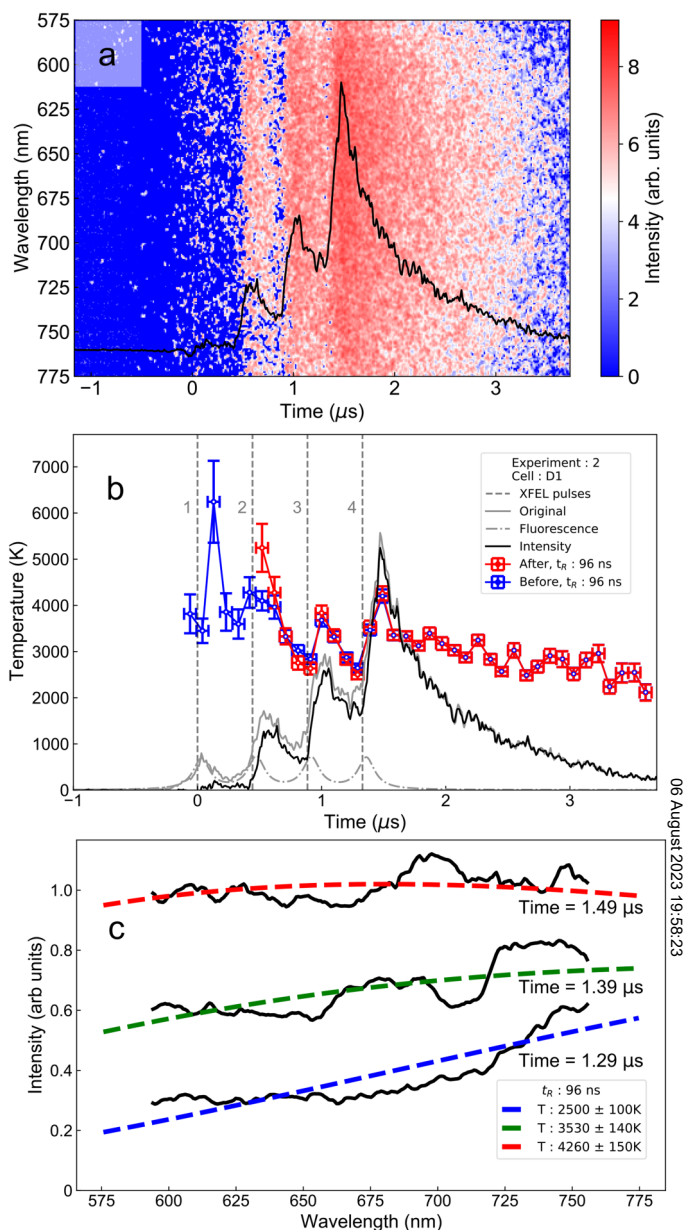 a
575
600
625
650
675
700
725
750
775
Wavelength (nm)
-1
0
1
2
3
Time (μs)
8
6
4
2
0
Intensity (arb. units)
b
7000
6000
5000
4000
3000
2000
1000
0
Temperature (K)
1
2
3
4
Experiment : 2
Cell : D1
XFEL pulses
Original
Fluorescence
Intensity
After, tR : 96 ns
Before, tR : 96 ns
−1
0
1
2
3
Time (μs)
c
1.0
0.8
0.6
0.4
0.2
0
Intensity (arb units)
Time = 1.49 μs
Time = 1.39 μs
Time = 1.29 μs
tR : 96 ns
T : 2500 ± 100K
T : 3530 ± 140K
T : 4260 ± 150K
575
600
625
650
675
700
725
750
775
Wavelength (nm)
06 August 2023 19:58:23